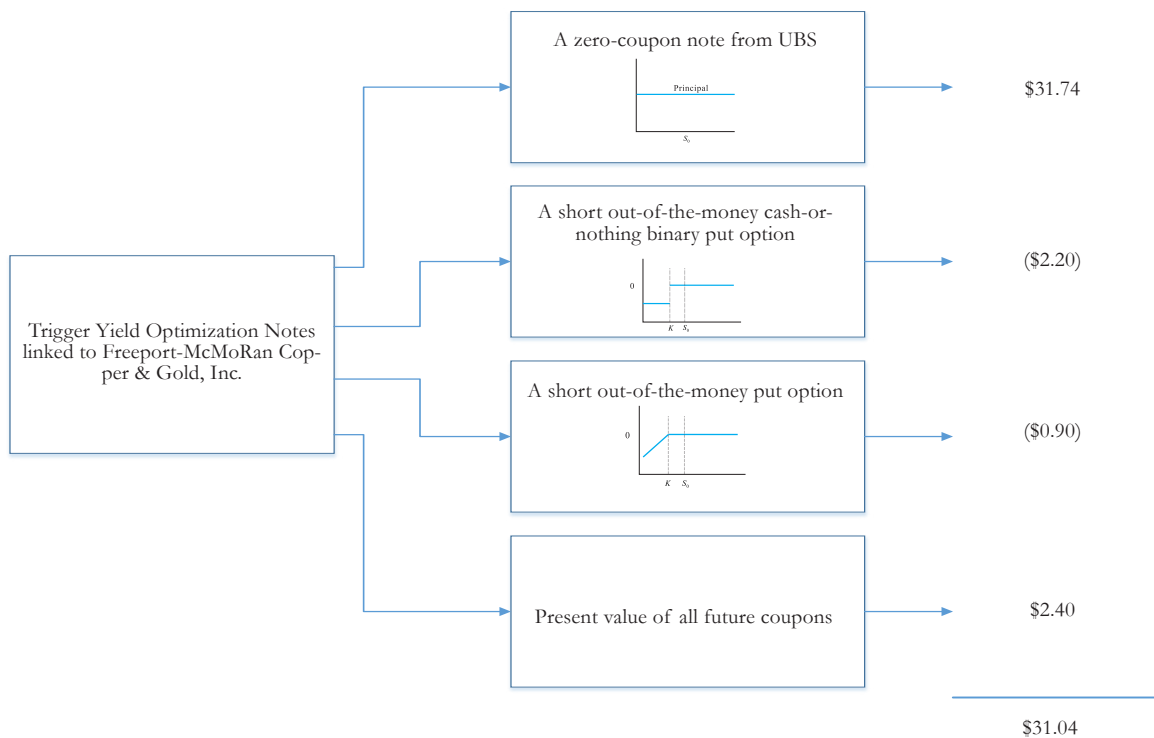 A zero-coupon note from UBS
Principal
S0
$31.74
A short out-of-the-money cash-or-
nothing binary put option
0
K
S0
($2.20)
Trigger Yield Optimization Notes
linked to Freeport-McMoRan Cop-
per & Gold, Inc.
A short out-of-the-money put option
0
K
S0
($0.90)
Present value of all future coupons
$2.40
$31.04